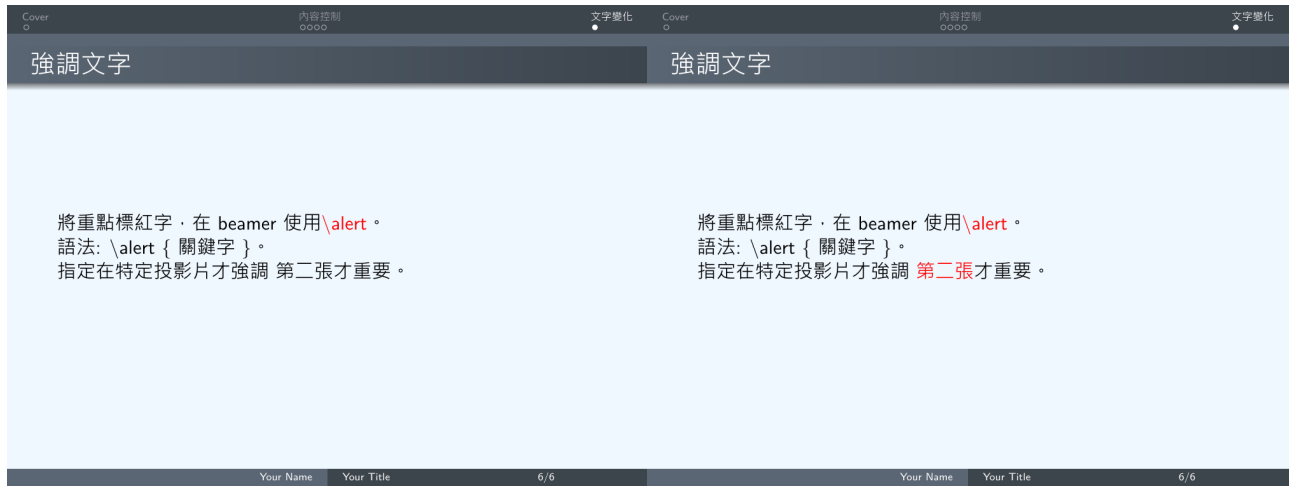 Cover 內容控制 文字變化
強調文字
將重點標紅字，在 beamer 使用\alert。
語法: \alert { 關鍵字 }。
指定在特定投影片才強調 第二張才重要。
Your Name Your Title 6/6
Cover 內容控制 文字變化
強調文字
將重點標紅字，在 beamer 使用\alert。
語法: \alert { 關鍵字 }。
指定在特定投影片才強調 第二張才重要。
Your Name Your Title 6/6